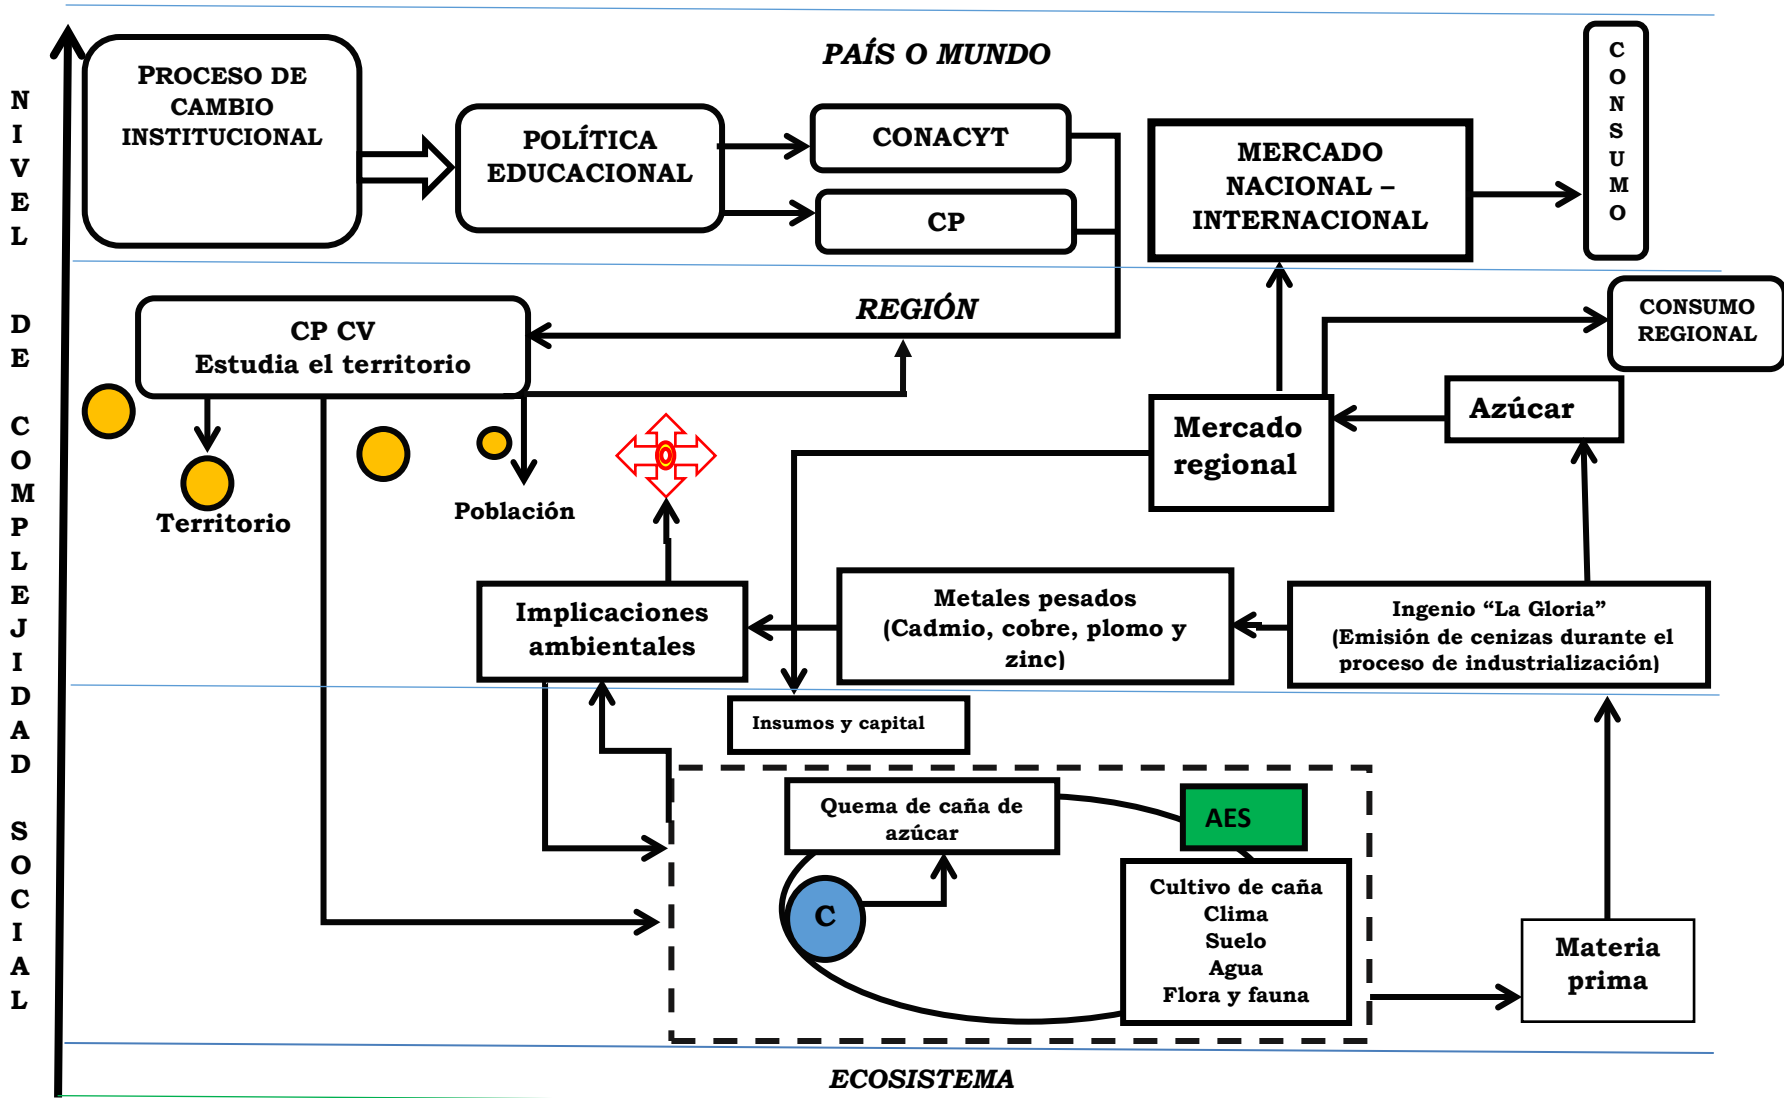 NIVEL DE COMPLEJIDAD SOCIAL
PAÍS O MUNDO
PROCESO DE
CAMBIO
INSTITUCIONAL
POLÍTICA
EDUCACIONAL
CONACYT
CP
MERCADO
NACIONAL –
INTERNACIONAL
CONSUMO
REGIÓN
CP CV
Estudia el territorio
CONSUMO
REGIONAL
Azúcar
Mercado
regional
Territorio
Población
Implicaciones
ambientales
Metales pesados
(Cadmio, cobre, plomo y
zinc)
Ingenio “La Gloria”
(Emisión de cenizas durante el
proceso de industrialización)
Insumos y capital
Quema de caña de
azúcar
AES
C
Cultivo de caña
Clima
Suelo
Agua
Flora y fauna
Materia
prima
ECOSISTEMA